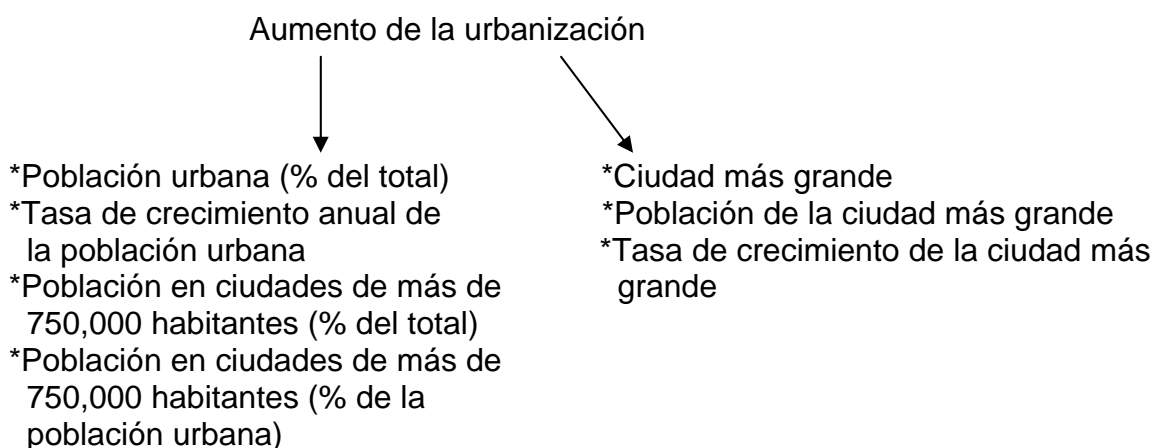 Aumento de la urbanización
*Población urbana (% del total)
*Tasa de crecimiento anual de
la población urbana
*Población en ciudades de más de
750,000 habitantes (% del total)
*Población en ciudades de más de
750,000 habitantes (% de la
población urbana)
*Ciudad más grande
*Población de la ciudad más grande
*Tasa de crecimiento de la ciudad más
grande